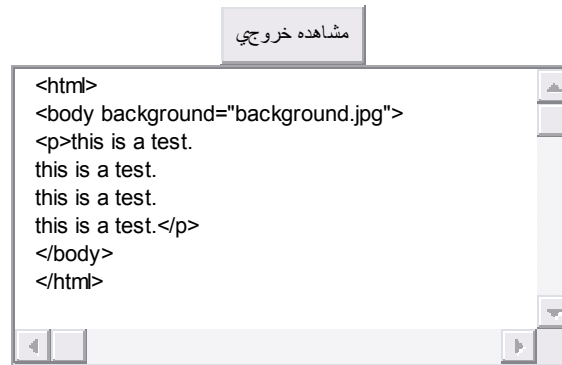 مشاهده خروجي
<html>
<body background="background.jpg">
<p>this is a test.
this is a test.
this is a test.
this is a test.</p>
</body>
</html>